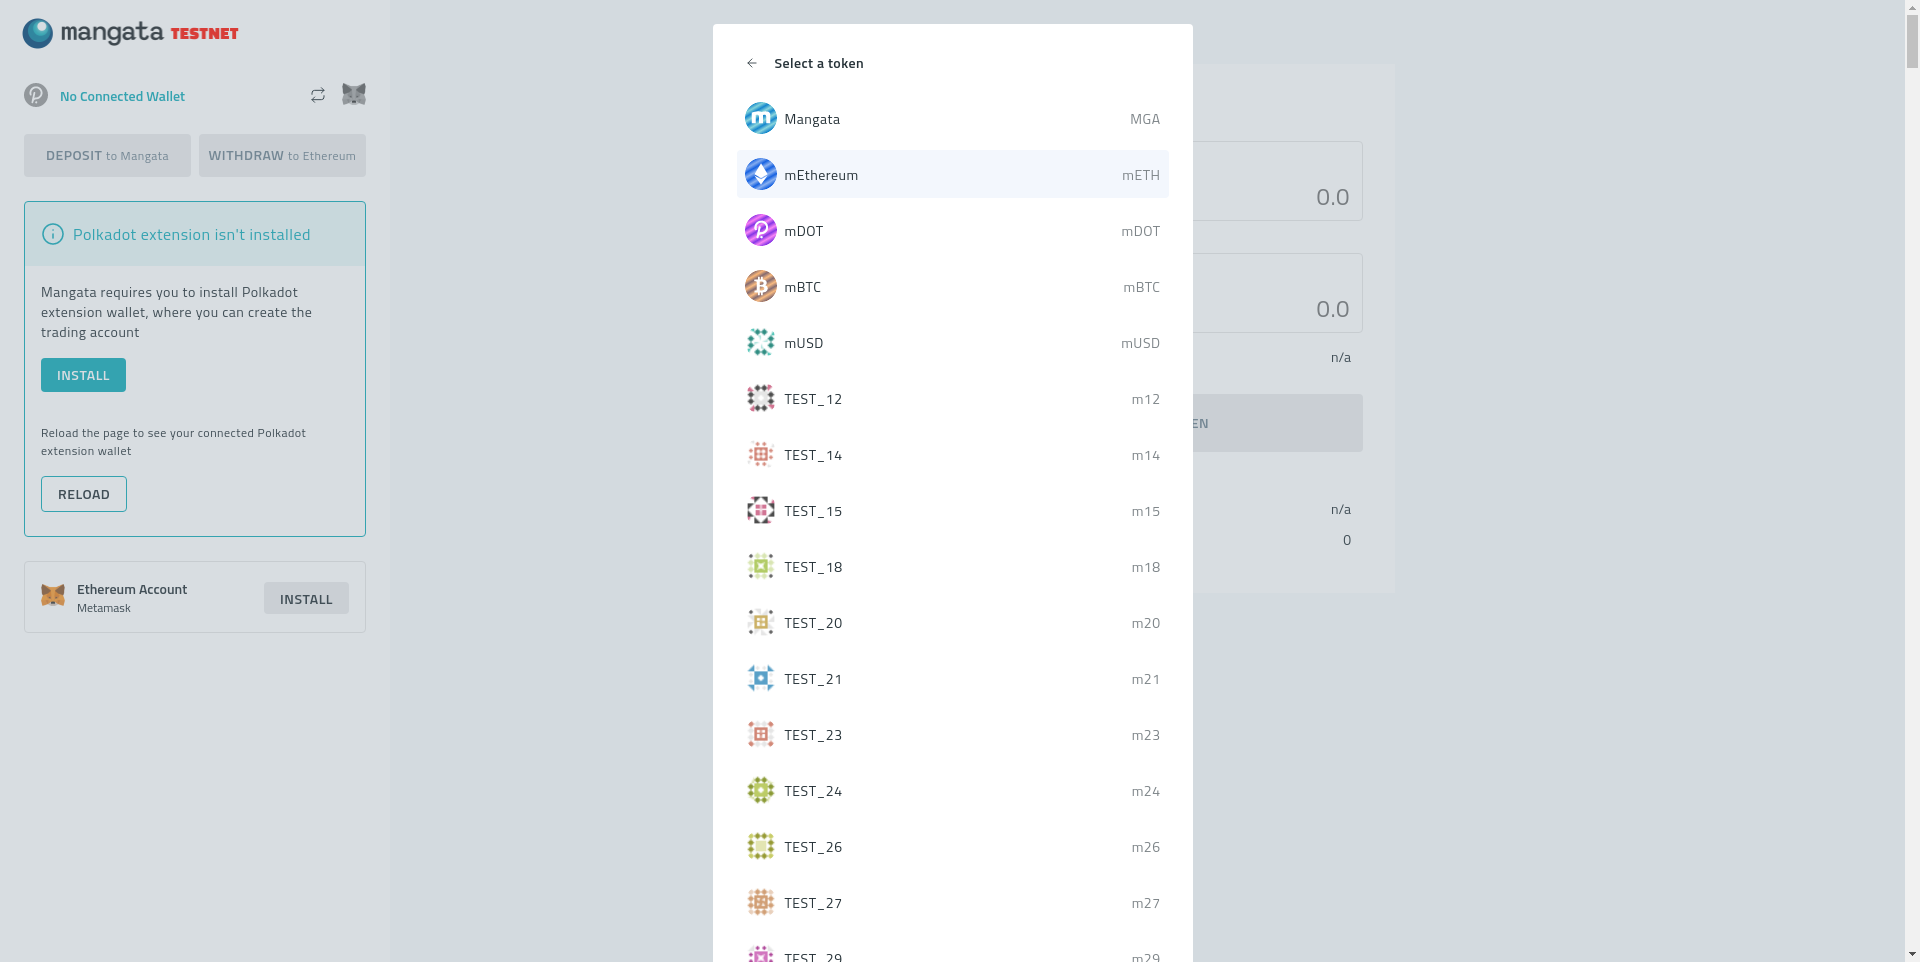 mangata TESTNET
No Connected Wallet
DEPOSIT to Mangata
WITHDRAW to Ethereum
Polkadot extension isn't installed
Mangata requires you to install Polkadot
extension wallet, where you can create the
trading account
INSTALL
Reload the page to see your connected Polkadot
extension wallet
RELOAD
Ethereum Account
Metamask
INSTALL
Select a token
Mangata MGA
mEthereum mETH
mDOT mDOT
mBTC mBTC
mUSD mUSD
TEST_12 m12
TEST_14 m14
TEST_15 m15
TEST_18 m18
TEST_20 m20
TEST_21 m21
TEST_23 m23
TEST_24 m24
TEST_26 m26
TEST_27 m27
TEST_29 m29
0.0
0.0
n/a
EN
n/a
0